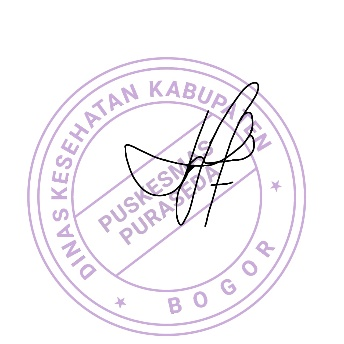 DINAS KESEHATAN KABUPATEN
PUSKESMAS
PURASEDA
BOGOR